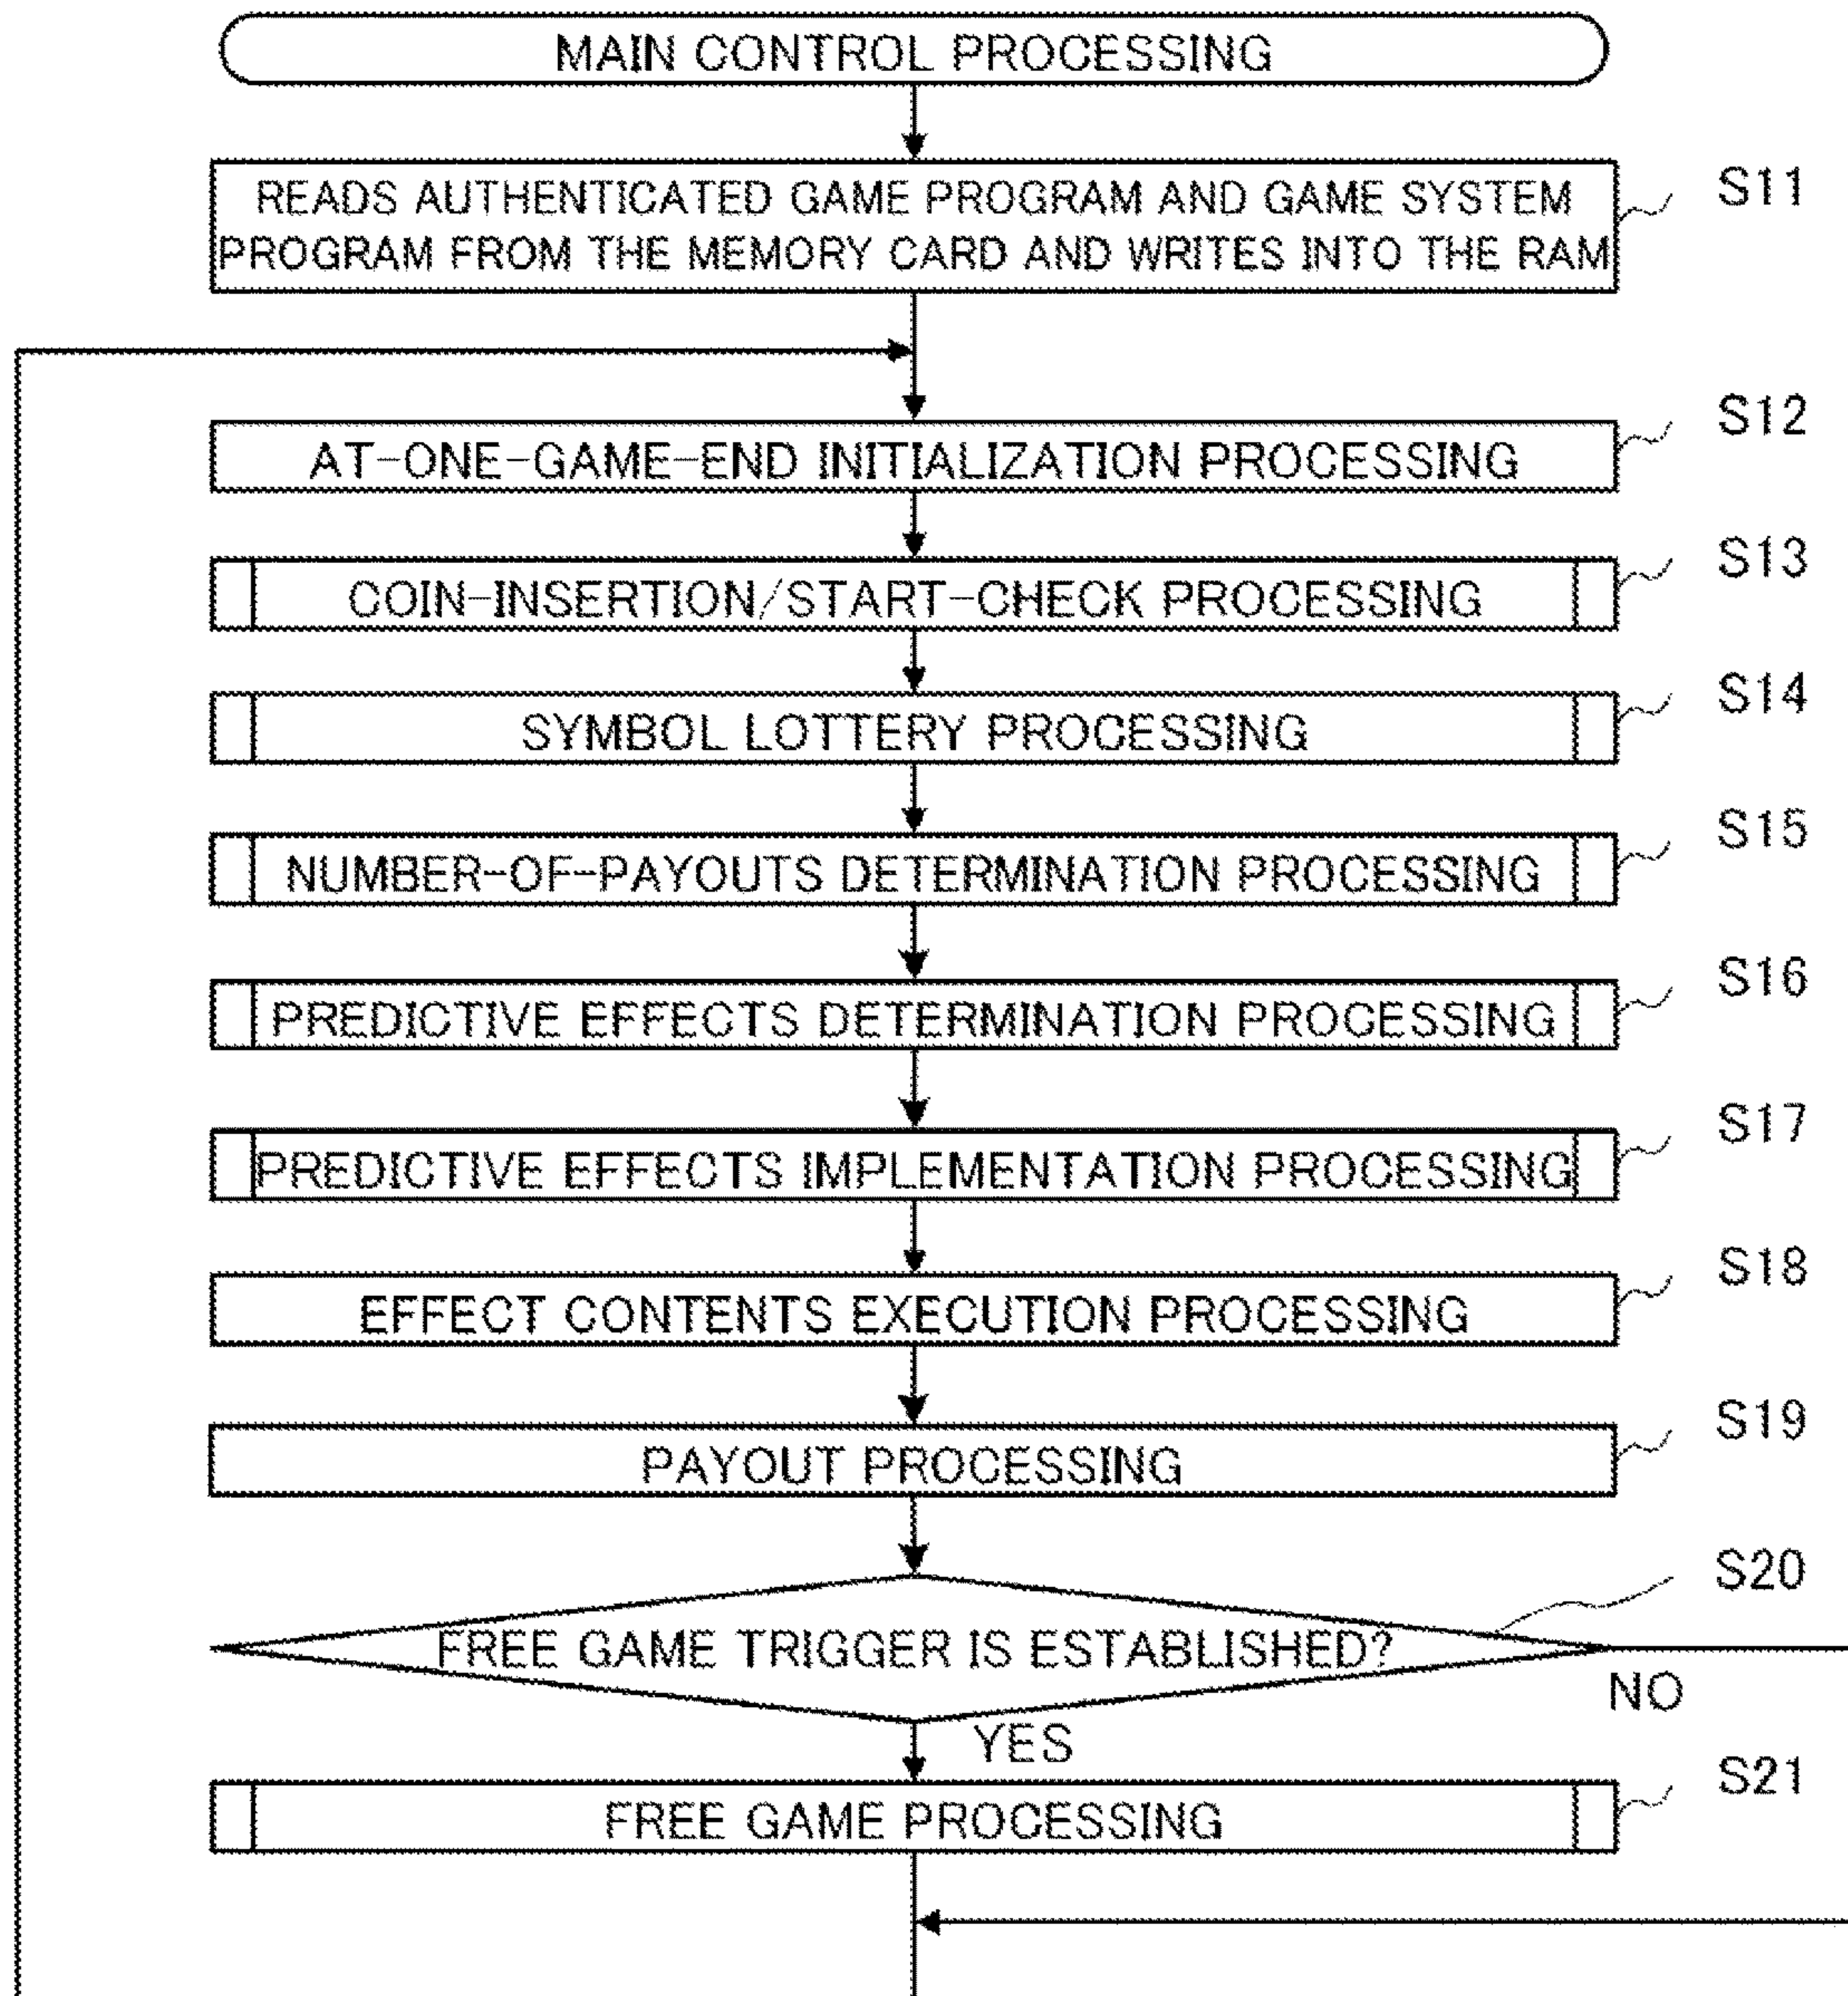 MAIN CONTROL PROCESSING
READS AUTHENTICATED GAME PROGRAM AND GAME SYSTEM
PROGRAM FROM THE MEMORY CARD AND WRITES INTO THE RAM
S11
AT-ONE-GAME-END INITIALIZATION PROCESSING
S12
COIN-INSERTION/START-CHECK PROCESSING
S13
SYMBOL LOTTERY PROCESSING
S14
NUMBER-OF-PAYOUTS DETERMINATION PROCESSING
S15
PREDICTIVE EFFECTS DETERMINATION PROCESSING
S16
PREDICTIVE EFFECTS IMPLEMENTATION PROCESSING
S17
EFFECT CONTENTS EXECUTION PROCESSING
S18
PAYOUT PROCESSING
S19
FREE GAME TRIGGER IS ESTABLISHED?
S20
NO
YES
FREE GAME PROCESSING
S21